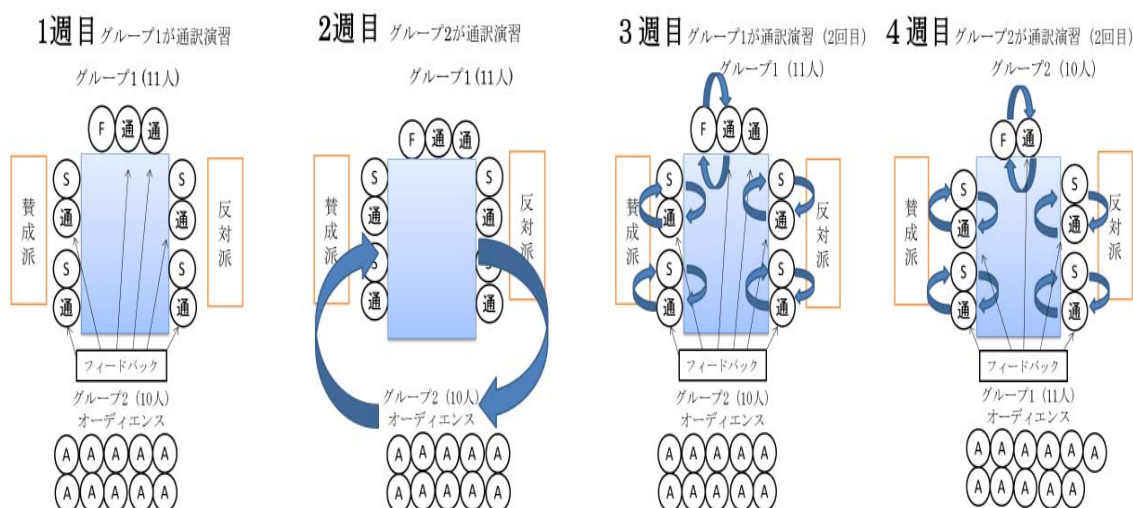 1週目 グループ1が通訳演習
グループ1 (11人)
F 通 通
S S
通 通
S S
通 通
賛成派
反対派
フィードバック
グループ2 (10人)
オーディエンス
A A A A A
A A A A A
2週目 グループ2が通訳演習
グループ1 (11人)
F 通 通
S S
通 通
S S
通 通
賛成派
反対派
グループ2 (10人)
オーディエンス
A A A A A
A A A A A
3週目 グループ1が通訳演習 (2回目)
グループ1 (11人)
F 通 通
S S
通 通
S S
通 通
賛成派
反対派
フィードバック
グループ2 (10人)
オーディエンス
A A A A A
A A A A A
4週目 グループ2が通訳演習 (2回目)
グループ2 (10人)
F 通
S S
通 通
S S
通 通
賛成派
反対派
フィードバック
グループ1 (11人)
オーディエンス
A A A A A A
A A A A A